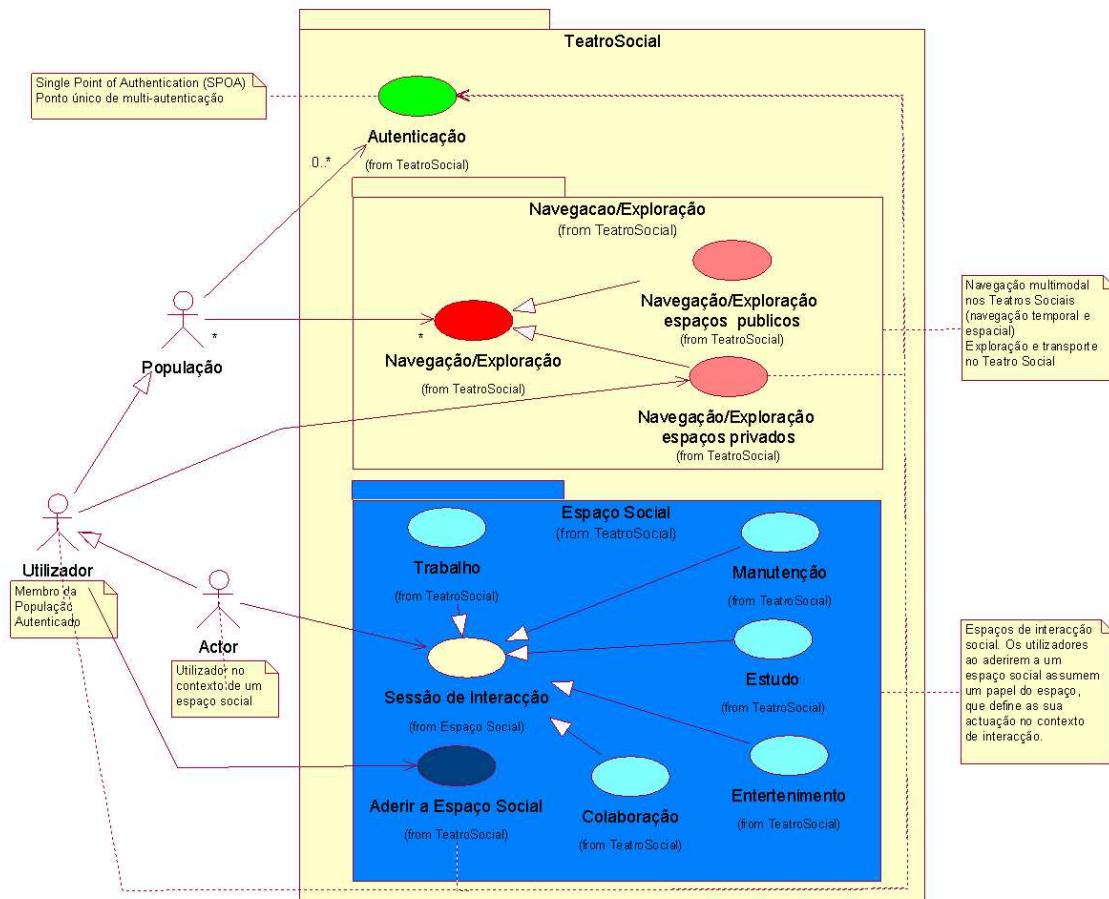 TeatroSocial
Single Point of Authentication (SPOA)
Ponto único de multi-autenticação
Autenticação
(from TeatroSocial)
0..*
Navegacao/Exploração
(from TeatroSocial)
Navegação/Exploração
espaços publicos
(from TeatroSocial)
Navegação multimodal
nos Teatros Sociais
(navegação temporal e
espacial)
Exploração e transporte
no Teatro Social
*
*
População
Navegação/Exploração
(from TeatroSocial)
Navegação/Exploração
espaços privados
(from TeatroSocial)
Espaço Social
(from TeatroSocial)
Trabalho
(from TeatroSocial)
Manutenção
(from TeatroSocial)
Utilizador
Membro da
População
Autenticado
Actor
Utilizador no
contexto de um
espaço social
Sessão de Interacção
(from Espaço Social)
Estudo
(from TeatroSocial)
Espaços de interacção
social. Os utilizadores
ao aderirem a um
espaço social assumem
um papel do espaço,
que define as sua
actuação no contexto
de interacção.
Aderir a Espaço Social
(from TeatroSocial)
Colaboração
(from TeatroSocial)
Entertenimento
(from TeatroSocial)